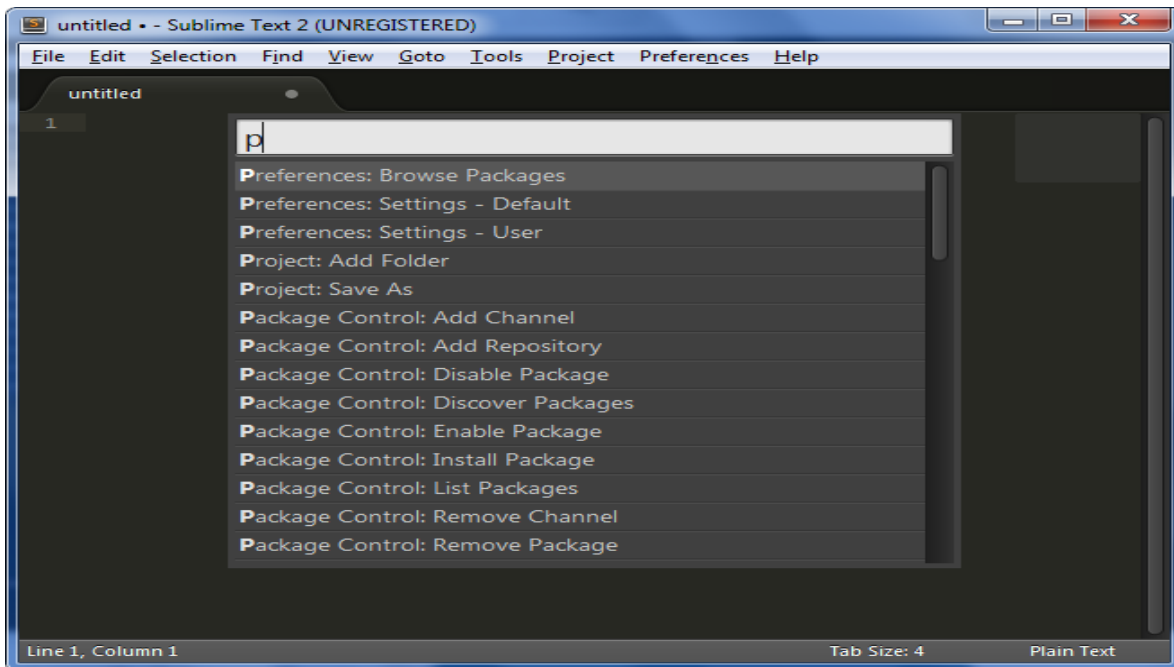 untitled • - Sublime Text 2 (UNREGISTERED)
File Edit Selection Find View Goto Tools Project Preferences Help
untitled
1
p
Preferences: Browse Packages
Preferences: Settings - Default
Preferences: Settings - User
Project: Add Folder
Project: Save As
Package Control: Add Channel
Package Control: Add Repository
Package Control: Disable Package
Package Control: Discover Packages
Package Control: Enable Package
Package Control: Install Package
Package Control: List Packages
Package Control: Remove Channel
Package Control: Remove Package
Line 1, Column 1 Tab Size: 4 Plain Text